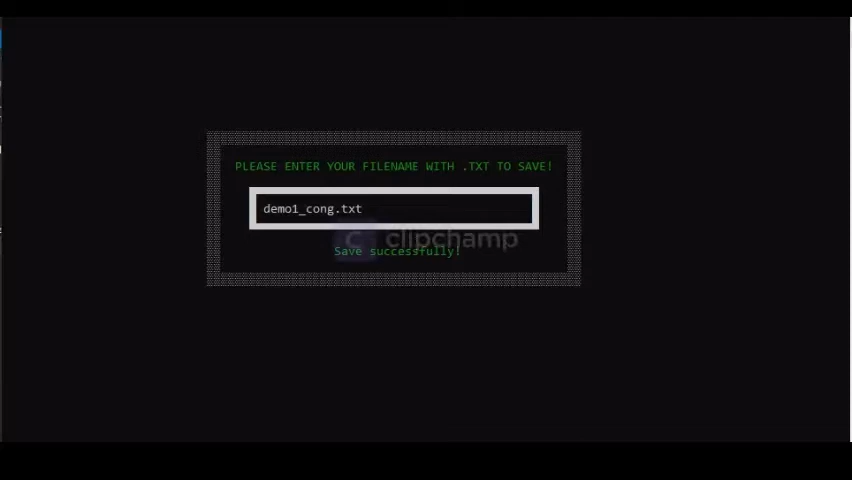 PLEASE ENTER YOUR FILENAME WITH .TXT TO SAVE!
demo1_cong.txt
C clipchamp
Save successfully!